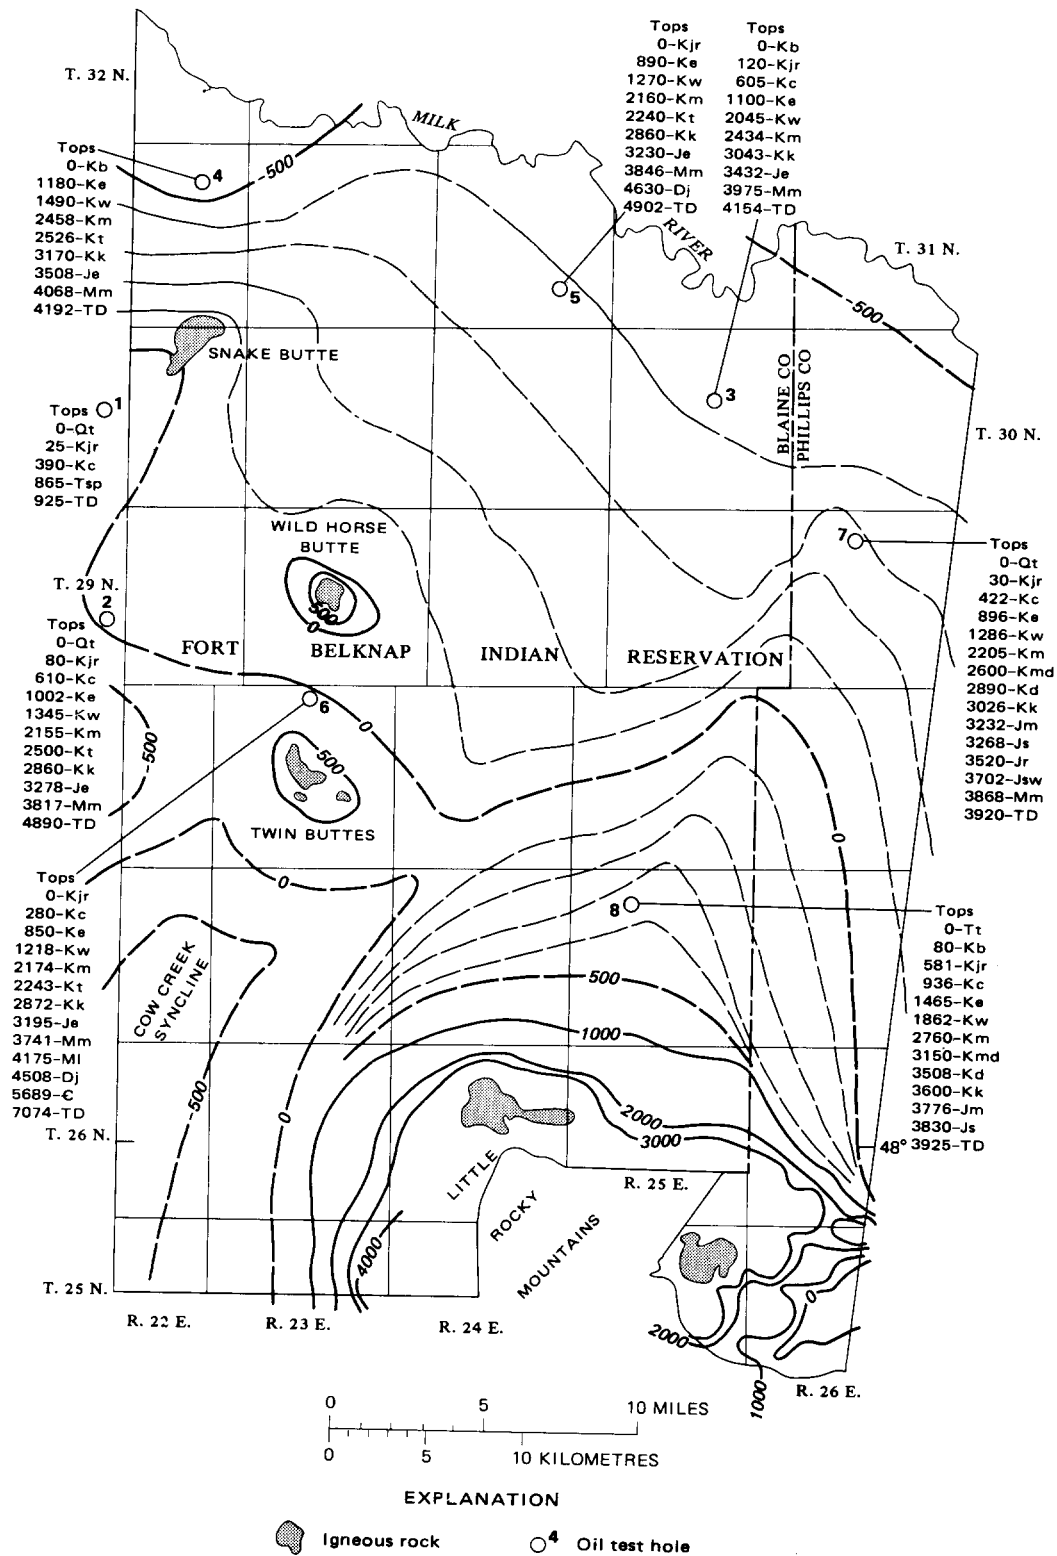 Tops
0-Kjr
890-Ke
1270-Kw
2160-Km
2240-Kt
2860-Kk
3230-Je
3846-Mm
4630-Dj
4902-TD
Tops
0-Kb
120-Kjr
605-Kc
1100-Ke
2045-Kw
2434-Km
3043-Kk
3432-Je
3975-Mm
4154-TD
T. 32 N.
MILK
RIVER
-500
T. 31 N.
-500
Tops
0-Kb
1180-Ke
1490-Kw
2458-Km
2526-Kt
3170-Kk
3508-Je
4068-Mm
4192-TD
4
5
3
SNAKE BUTTE
BLAINE CO
PHILLIPS CO
T. 30 N.
Tops
1
0-Qt
25-Kjr
390-Kc
865-Tsp
925-TD
WILD HORSE
BUTTE
500
0
7
Tops
0-Qt
30-Kjr
422-Kc
896-Ke
1286-Kw
2205-Km
2600-Kmd
2890-Kd
3026-Kk
3232-Jm
3268-Js
3520-Jr
3702-Jsw
3868-Mm
3920-TD
T. 29 N.
2
Tops
0-Qt
80-Kjr
610-Kc
1002-Ke
1345-Kw
2155-Km
2500-Kt
2860-Kk
3278-Je
3817-Mm
4890-TD
FORT BELKNAP INDIAN RESERVATION
6
0
-500
500
TWIN BUTTES
0
0
Tops
0-Kjr
280-Kc
850-Ke
1218-Kw
2174-Km
2243-Kt
2872-Kk
3195-Je
3741-Mm
4175-Ml
4508-Dj
5689-Є
7074-TD
8
Tops
0-Tt
80-Kb
581-Kjr
936-Kc
1465-Ke
1862-Kw
2760-Km
3150-Kmd
3508-Kd
3600-Kk
3776-Jm
3830-Js
3925-TD
COW CREEK
SYNCLINE
500
1000
-500
0
2000
3000
48°
T. 26 N.
LITTLE
ROCKY
MOUNTAINS
R. 25 E.
4000
T. 25 N.
0
R. 22 E.
R. 23 E.
R. 24 E.
2000
1000
R. 26 E.
0 5 10 MILES
0 5 10 KILOMETRES
EXPLANATION
Igneous rock
4 Oil test hole